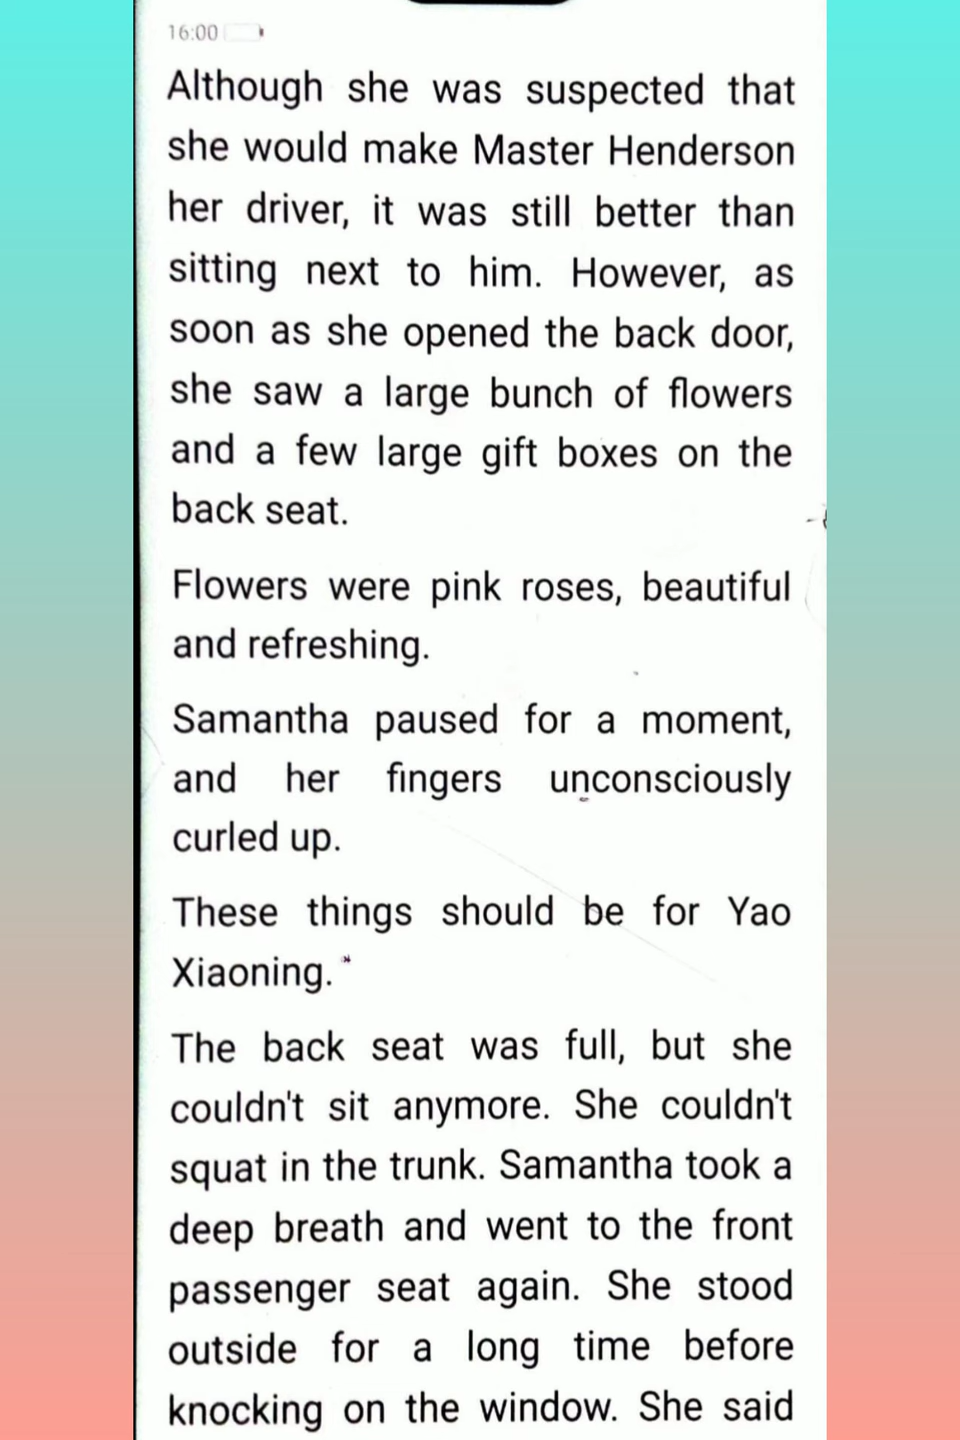 16:00
Although she was suspected that
she would make Master Henderson
her driver, it was still better than
sitting next to him. However, as
soon as she opened the back door,
she saw a large bunch of flowers
and a few large gift boxes on the
back seat.
Flowers were pink roses, beautiful
and refreshing.
Samantha paused for a moment,
and her fingers unconsciously
curled up.
These things should be for Yao
Xiaoning.
The back seat was full, but she
couldn't sit anymore. She couldn't
squat in the trunk. Samantha took a
deep breath and went to the front
passenger seat again. She stood
outside for a long time before
knocking on the window. She said